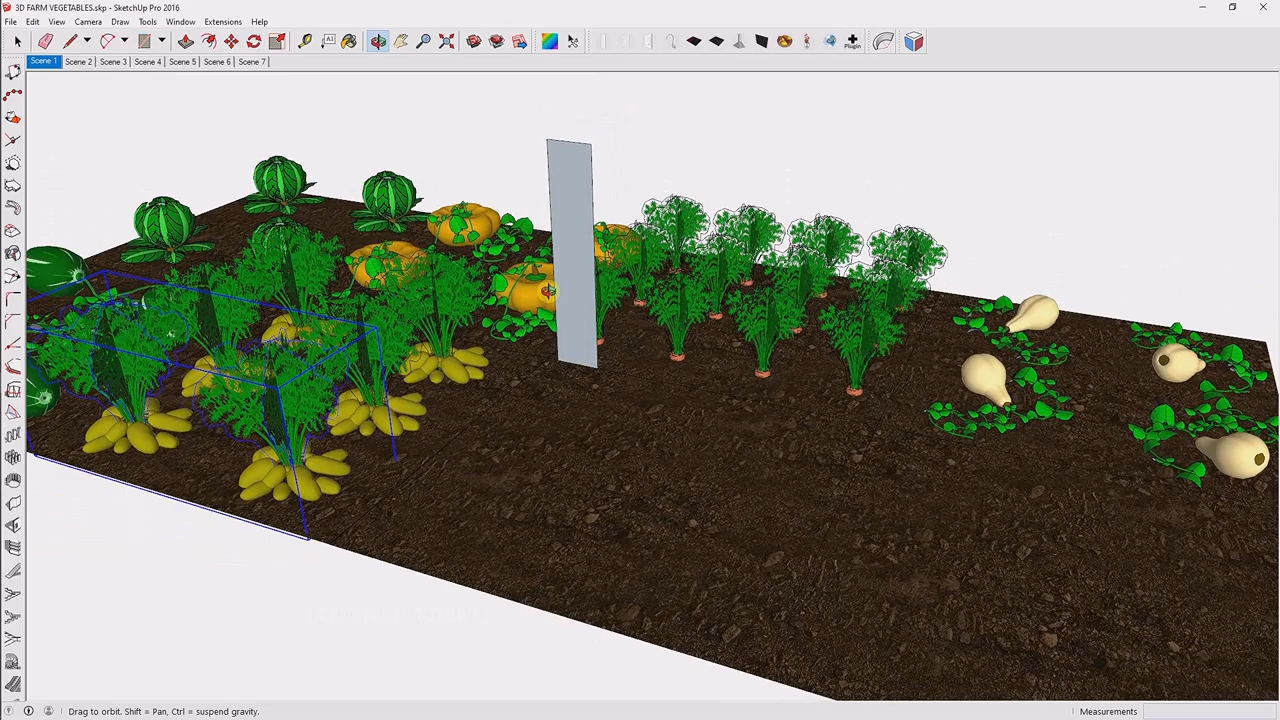 3D FARM VEGETABLES.skp - SketchUp Pro 2016
File Edit View Camera Draw Tools Window Extensions Help
A1
Plugin
Scene 1 Scene 2 Scene 3 Scene 4 Scene 5 Scene 6 Scene 7
Drag to orbit. Shift = Pan, Ctrl = suspend gravity.
Measurements